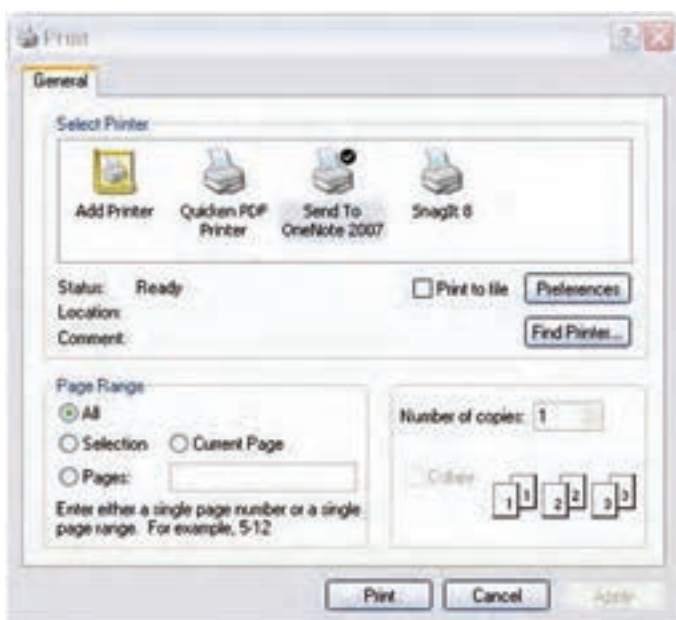 Print
General
Select Printer
Add Printer
Quicken PDF
Printer
Send To
OneNote 2007
SnagIt 8
Status: Ready
Print to file
Preferences
Location:
Comment:
Find Printer...
Page Range
All
Selection
Current Page
Pages:
Enter either a single page number or a single
page range. For example, 5-12
Number of copies: 1
Collate
1 1 2 2 3 3
Print
Cancel
Apply